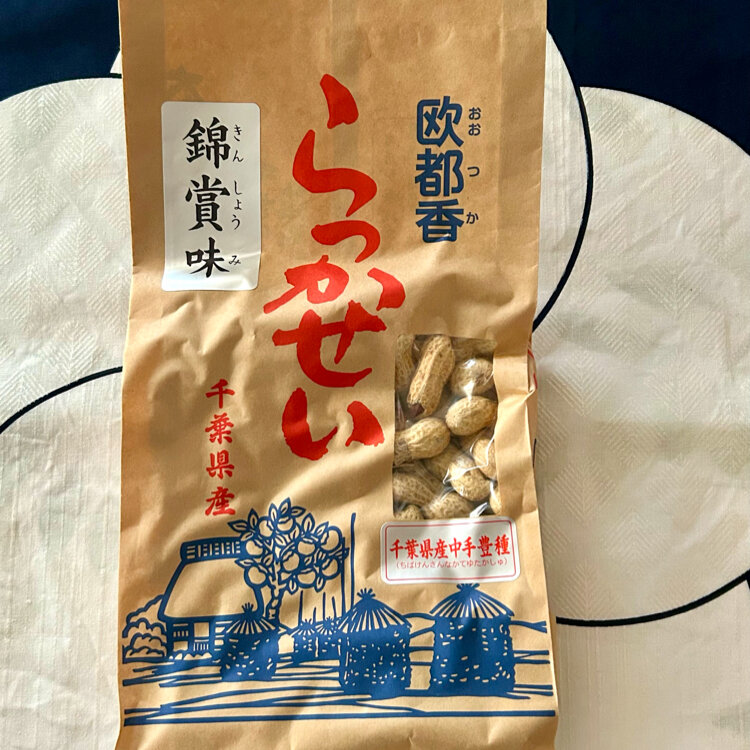 欧都香
おおつか
らっかせい
錦賞味
きんしょうみ
千葉県産
千葉県産中手豊種
(ちばけんさんなかてゆたかしゅ)